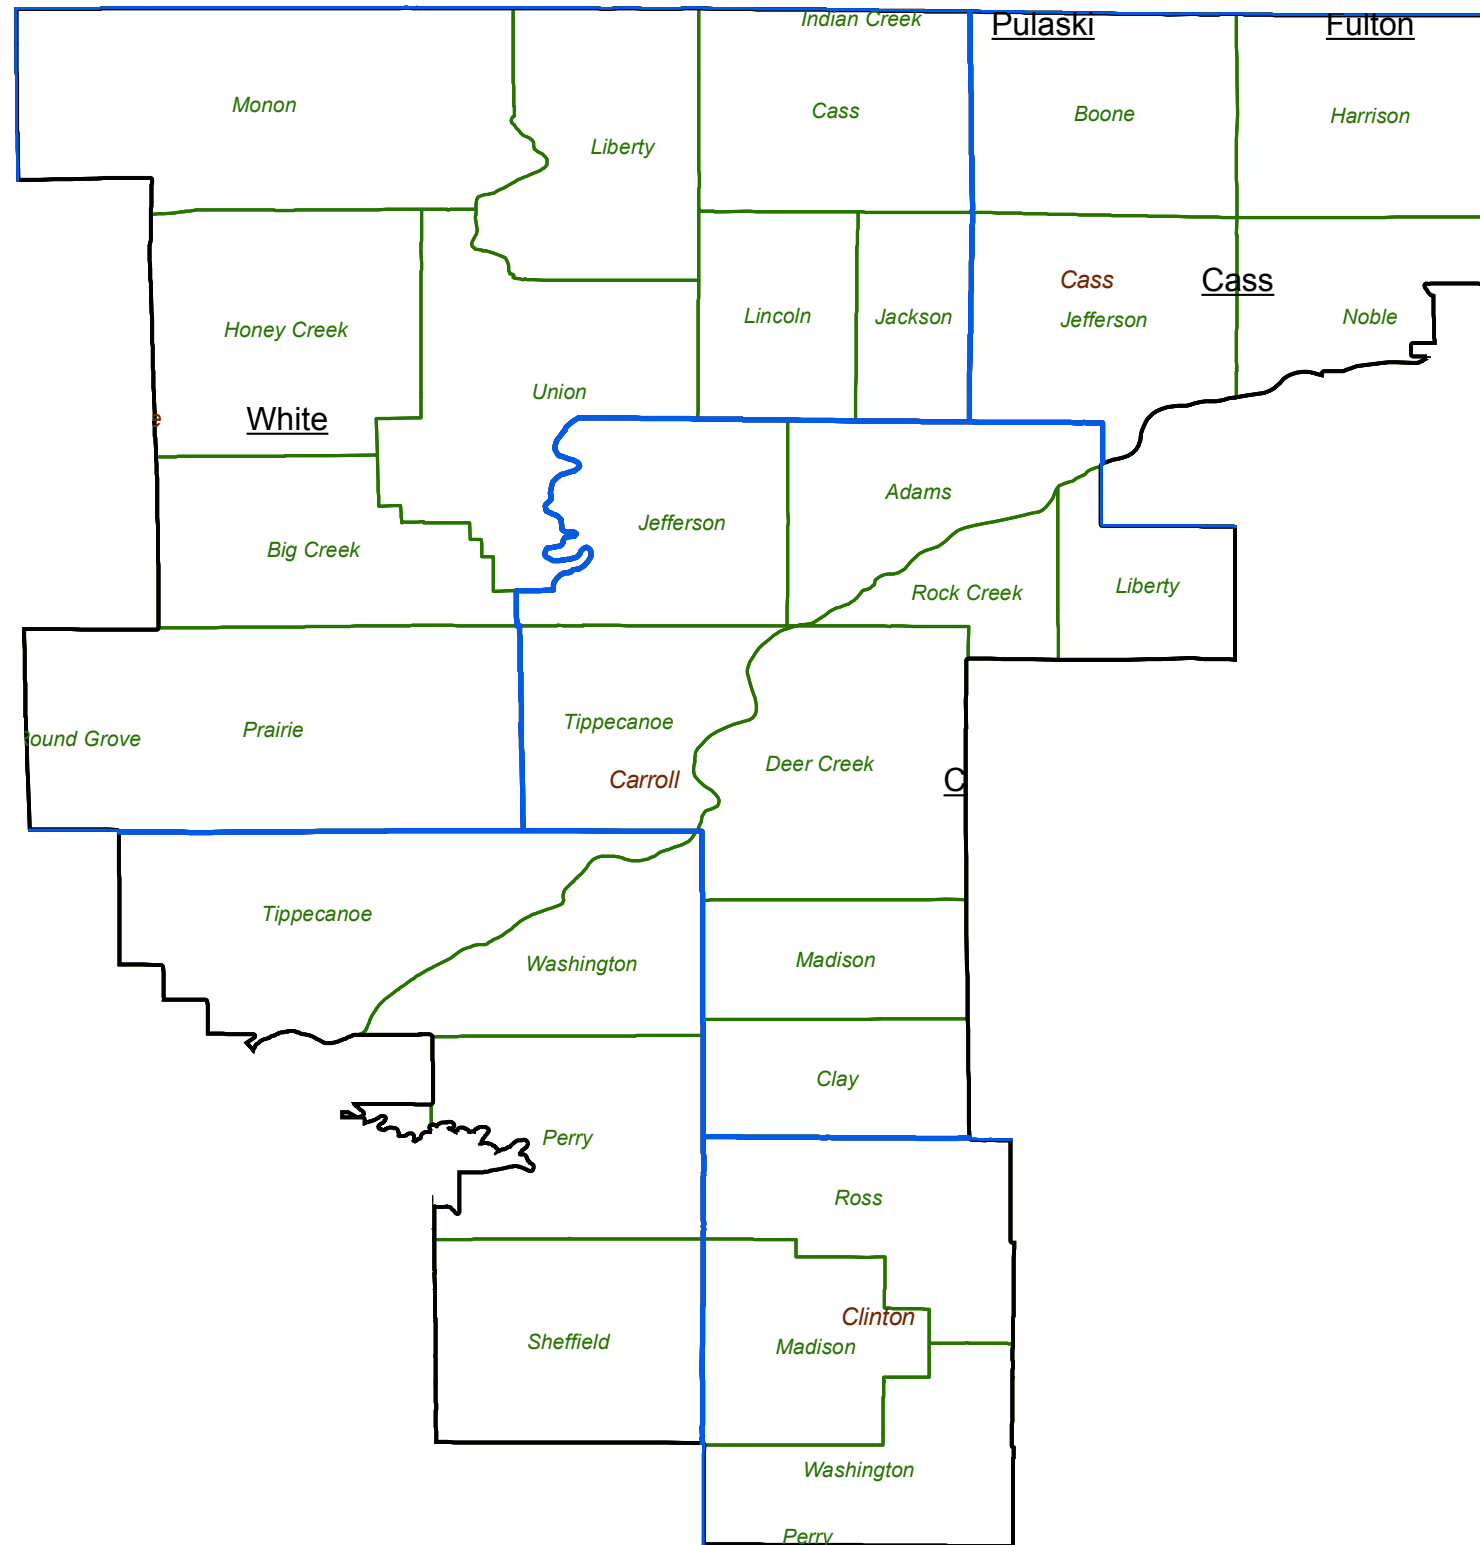 Indian Creek
Pulaski
Fulton
Monon
Cass
Boone
Harrison
Liberty
Cass
Cass
Honey Creek
Lincoln
Jackson
Jefferson
Noble
Union
White
e
Adams
Jefferson
Big Creek
Rock Creek
Liberty
ound Grove
Prairie
Tippecanoe
Deer Creek
Carroll
C
Tippecanoe
Washington
Madison
Clay
Perry
Ross
Clinton
Sheffield
Madison
Washington
Perry